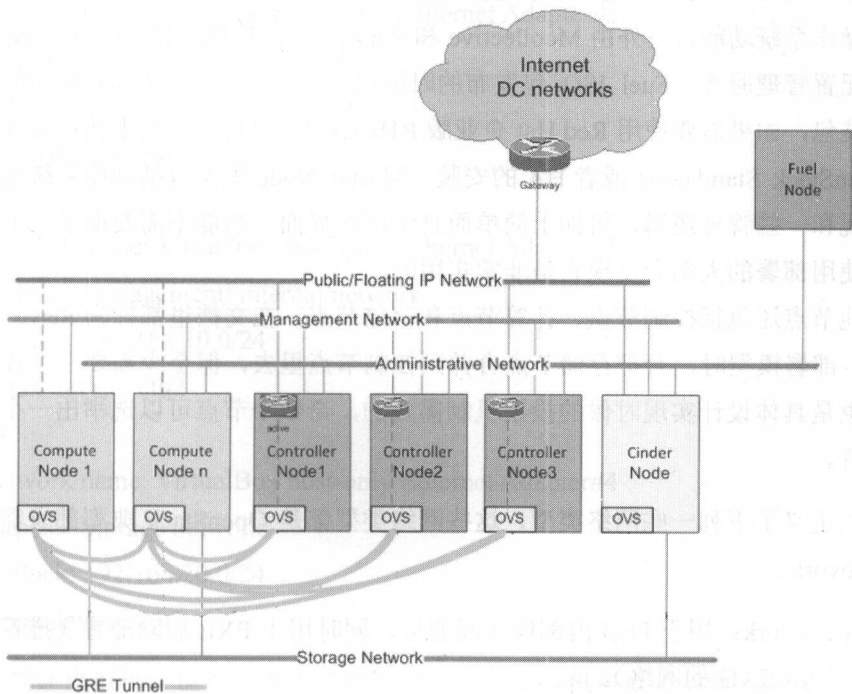 Internet
DC networks
Gateway
Fuel
Node
Public/Floating IP Network
Management Network
Administrative Network
active
Compute
Node 1
Compute
Node n
Controller
Node1
Controller
Node2
Controller
Node3
Cinder
Node
OVS
OVS
OVS
OVS
OVS
OVS
Storage Network
GRE Tunnel